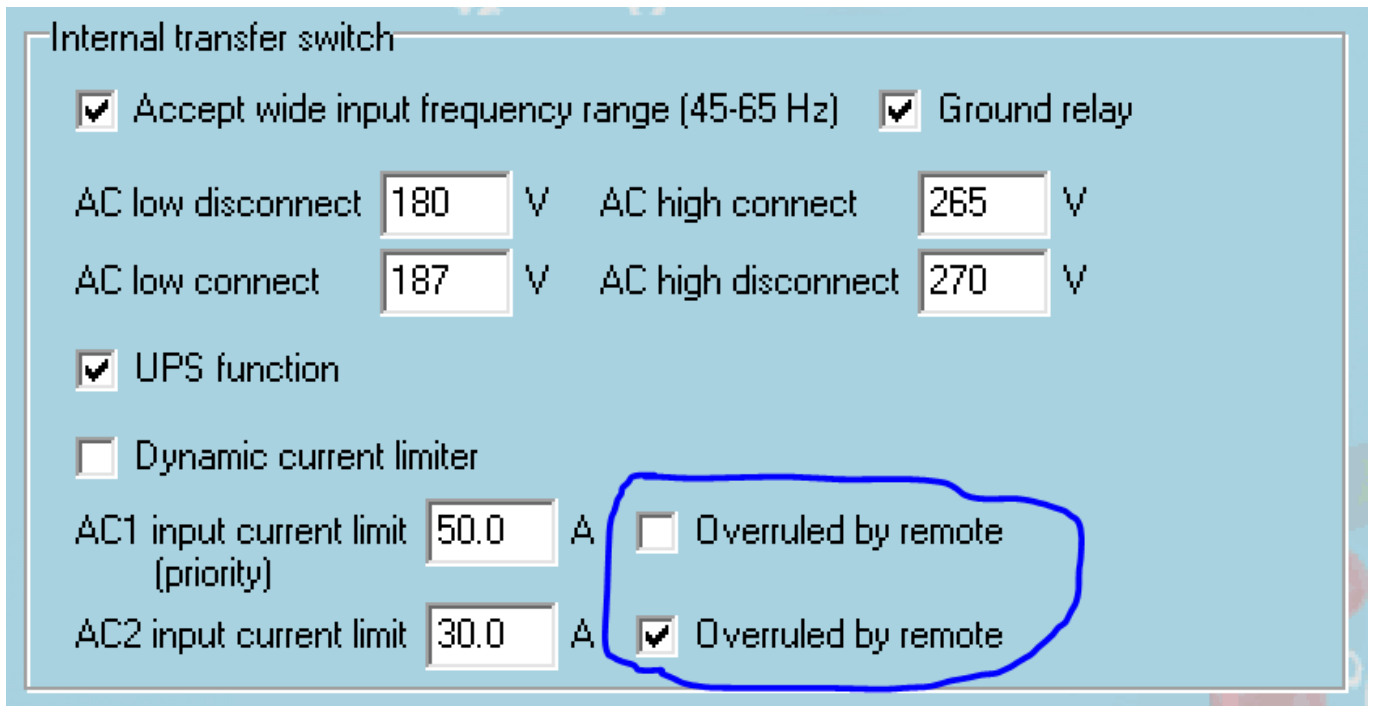 Internal transfer switch
Accept wide input frequency range (45-65 Hz) Ground relay
AC low disconnect 180 V AC high connect 265 V
AC low connect 187 V AC high disconnect 270 V
UPS function
Dynamic current limiter
AC1 input current limit 50.0 A Overruled by remote
(priority)
AC2 input current limit 30.0 A Overruled by remote